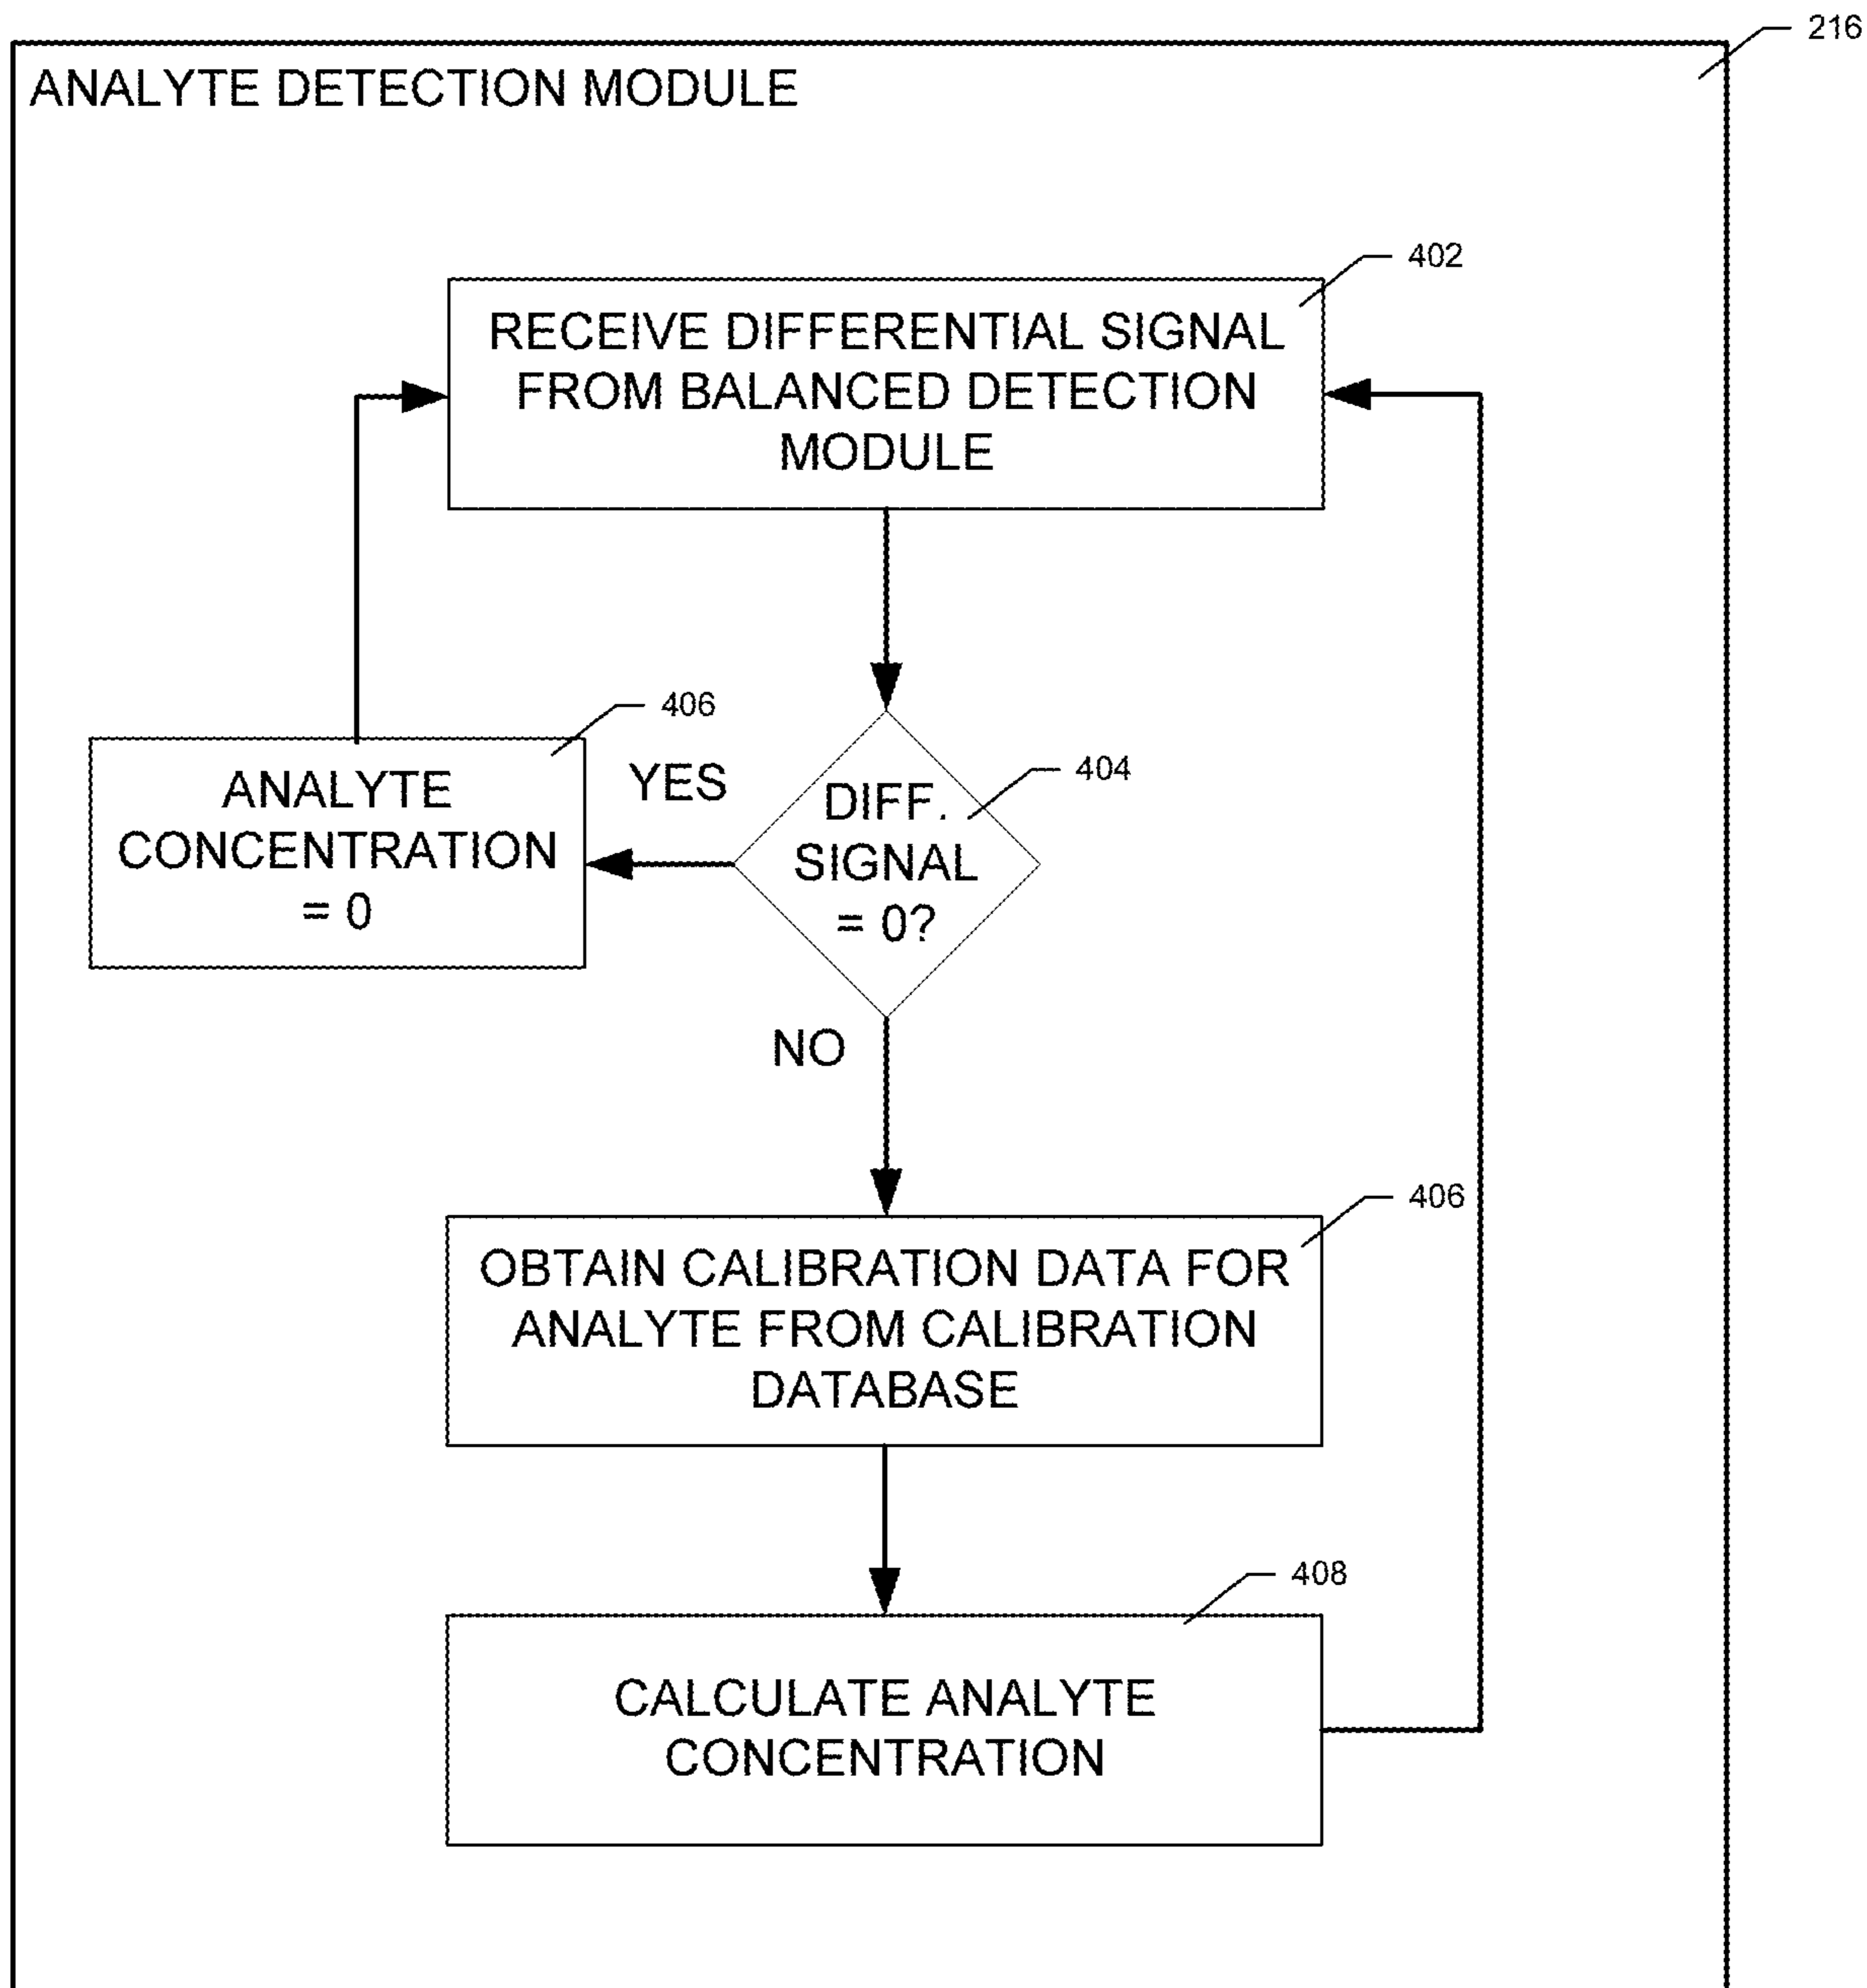 216
ANALYTE DETECTION MODULE
402
RECEIVE DIFFERENTIAL SIGNAL
FROM BALANCED DETECTION
MODULE
406
ANALYTE
CONCENTRATION
= 0
YES
404
DIFF.
SIGNAL
= 0?
NO
406
OBTAIN CALIBRATION DATA FOR
ANALYTE FROM CALIBRATION
DATABASE
408
CALCULATE ANALYTE
CONCENTRATION